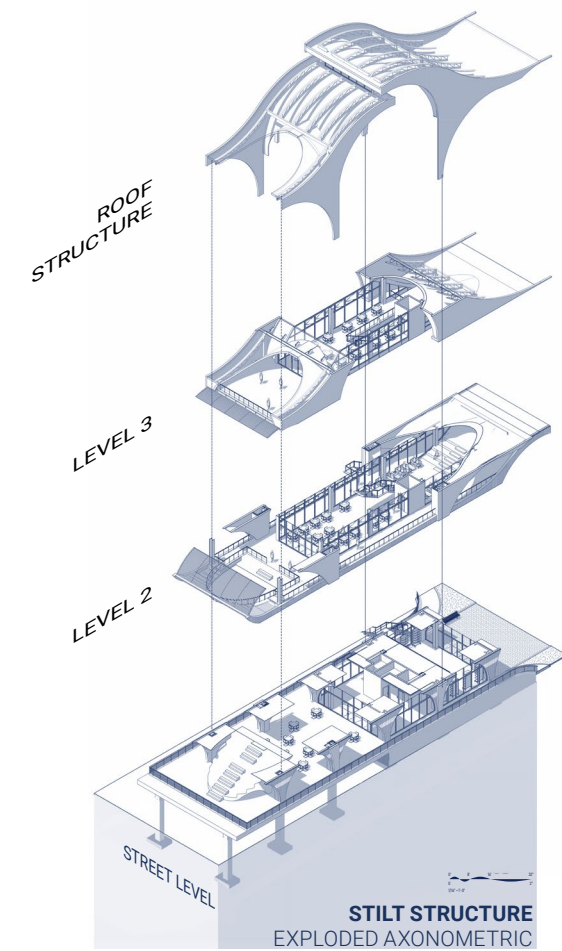 ROOF
STRUCTURE
LEVEL 3
LEVEL 2
STREET LEVEL
STILT STRUCTURE
EXPLODED AXONOMETRIC